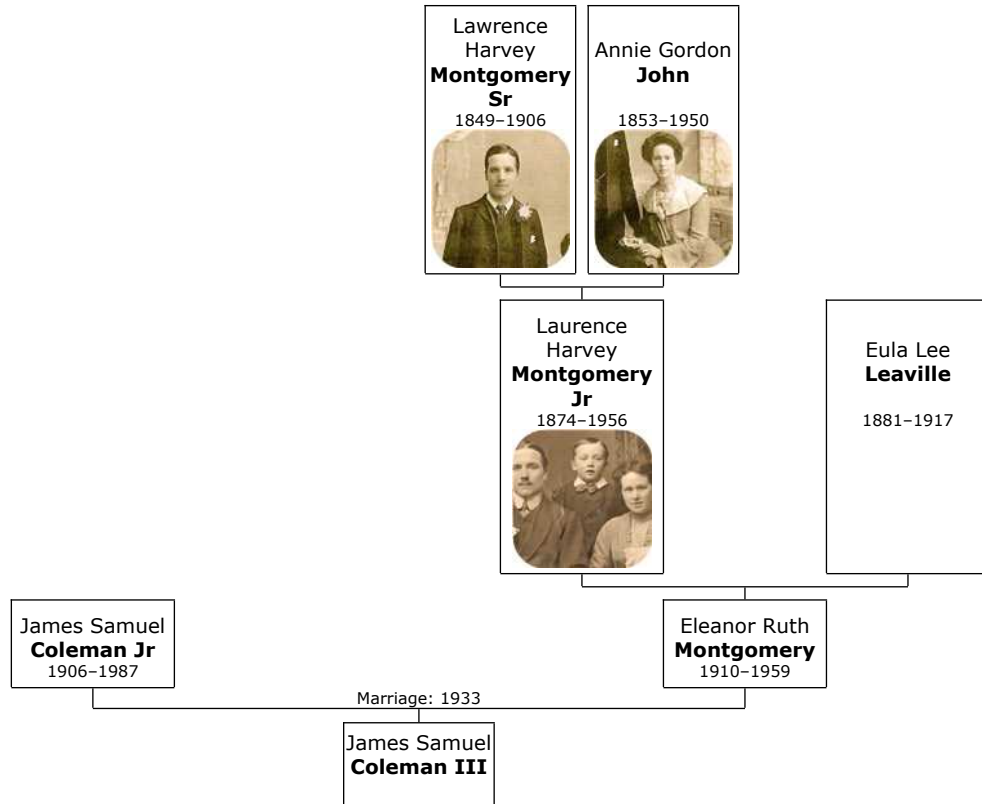 Lawrence
Harvey
Montgomery
Sr
1849–1906
Annie Gordon
John
1853–1950
Laurence
Harvey
Montgomery
Jr
1874–1956
Eula Lee
Leaville
1881–1917
James Samuel
Coleman Jr
1906–1987
Eleanor Ruth
Montgomery
1910–1959
Marriage: 1933
James Samuel
Coleman III